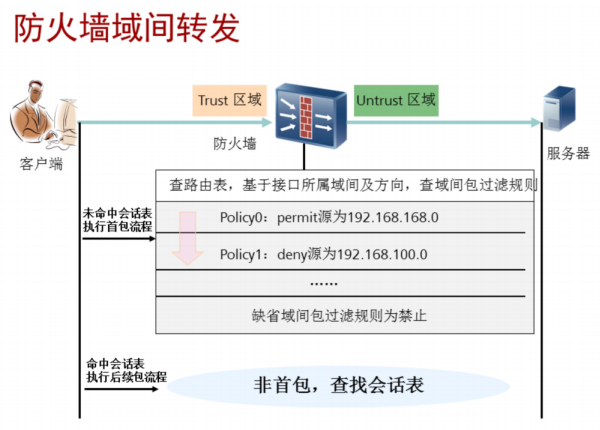 防火墙域间转发
Trust 区域
Untrust 区域
防火墙
客户端
服务器
查路由表，基于接口所属域间及方向，查域间包过滤规则
未命中会话表
执行首包流程
Policy0：permit源为192.168.168.0
Policy1：deny源为192.168.100.0
……
缺省域间包过滤规则为禁止
命中会话表
执行后续包流程
非首包，查找会话表